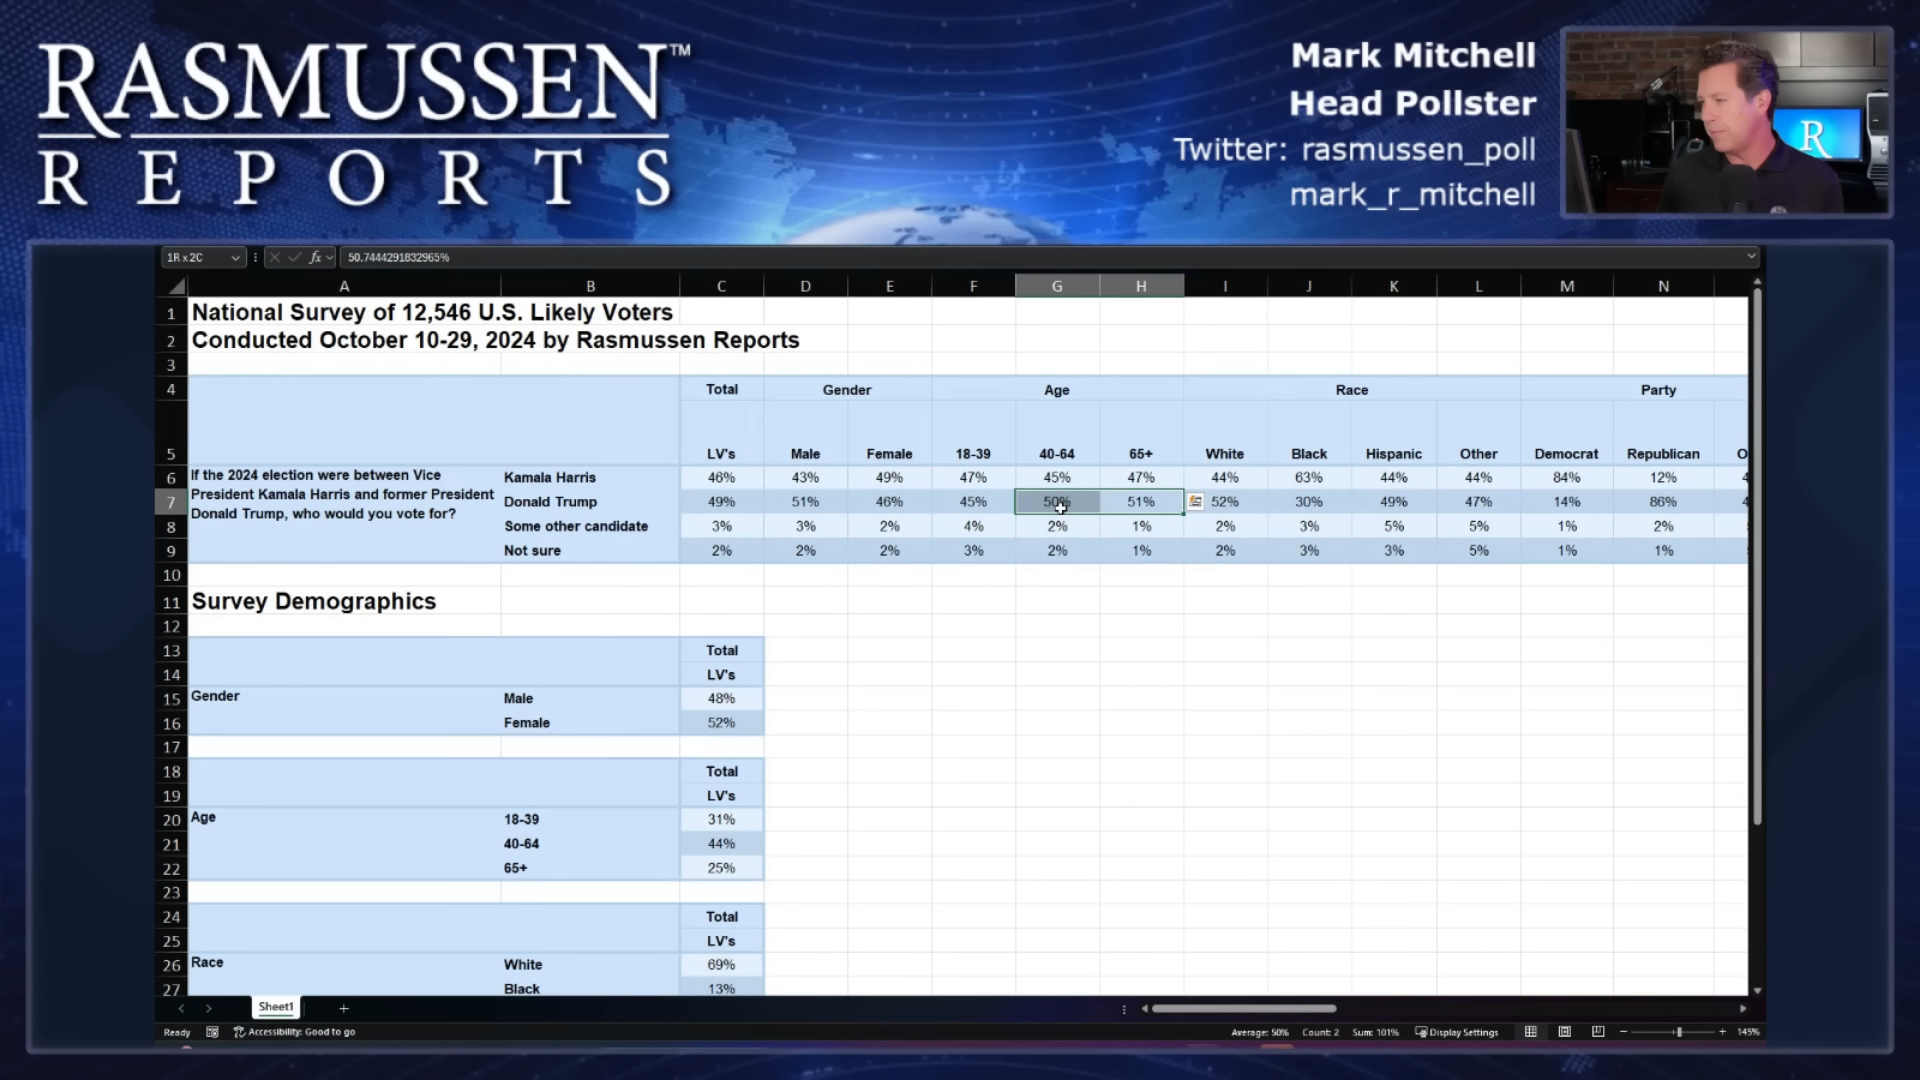 RASMUSSEN™
REPORTS
Mark Mitchell
Head Pollster
Twitter: rasmussen_poll
mark_r_mitchell
R
1R x 2C fx 50.7444291832965%
A B C D E F G H I J K L M N
1 National Survey of 12,546 U.S. Likely Voters
2 Conducted October 10-29, 2024 by Rasmussen Reports
3
4 Total Gender Age Race Party
5 LV's Male Female 18-39 40-64 65+ White Black Hispanic Other Democrat Republican O
6 If the 2024 election were between Vice Kamala Harris 46% 43% 49% 47% 45% 47% 44% 63% 44% 44% 84% 12%
7 President Kamala Harris and former President Donald Trump 49% 51% 46% 45% 50% 51% 52% 30% 49% 47% 14% 86%
Donald Trump, who would you vote for?
8 Some other candidate 3% 3% 2% 4% 2% 1% 2% 3% 5% 5% 1% 2%
9 Not sure 2% 2% 2% 3% 2% 1% 2% 3% 3% 5% 1% 1%
10
11 Survey Demographics
12
13 Total
14 LV's
15 Gender Male 48%
16 Female 52%
17
18 Total
19 LV's
20 Age 18-39 31%
21 40-64 44%
22 65+ 25%
23
24 Total
25 LV's
26 Race White 69%
27 Black 13%
Sheet1 +
Ready Accessibility: Good to go Average: 50% Count: 2 Sum: 101% Display Settings 145%